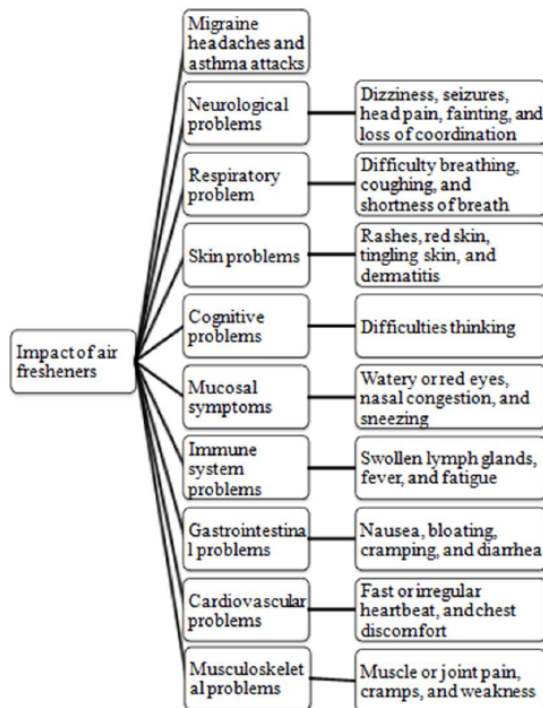 Migraine
headaches and
asthma attacks
Neurological
problems
Dizziness, seizures,
head pain, fainting, and
loss of coordination
Respiratory
problem
Difficulty breathing,
coughing, and
shortness of breath
Skin problems
Rashes, red skin,
tingling skin, and
dermatitis
Impact of air
fresheners
Cognitive
problems
Difficulties thinking
Mucosal
symptoms
Watery or red eyes,
nasal congestion, and
sneezing
Immune
system
problems
Swollen lymph glands,
fever, and fatigue
Gastrointestina
l problems
Nausea, bloating,
cramping, and diarrhea
Cardiovascular
problems
Fast or irregular
heartbeat, and chest
discomfort
Musculoskelet
al problems
Muscle or joint pain,
cramps, and weakness